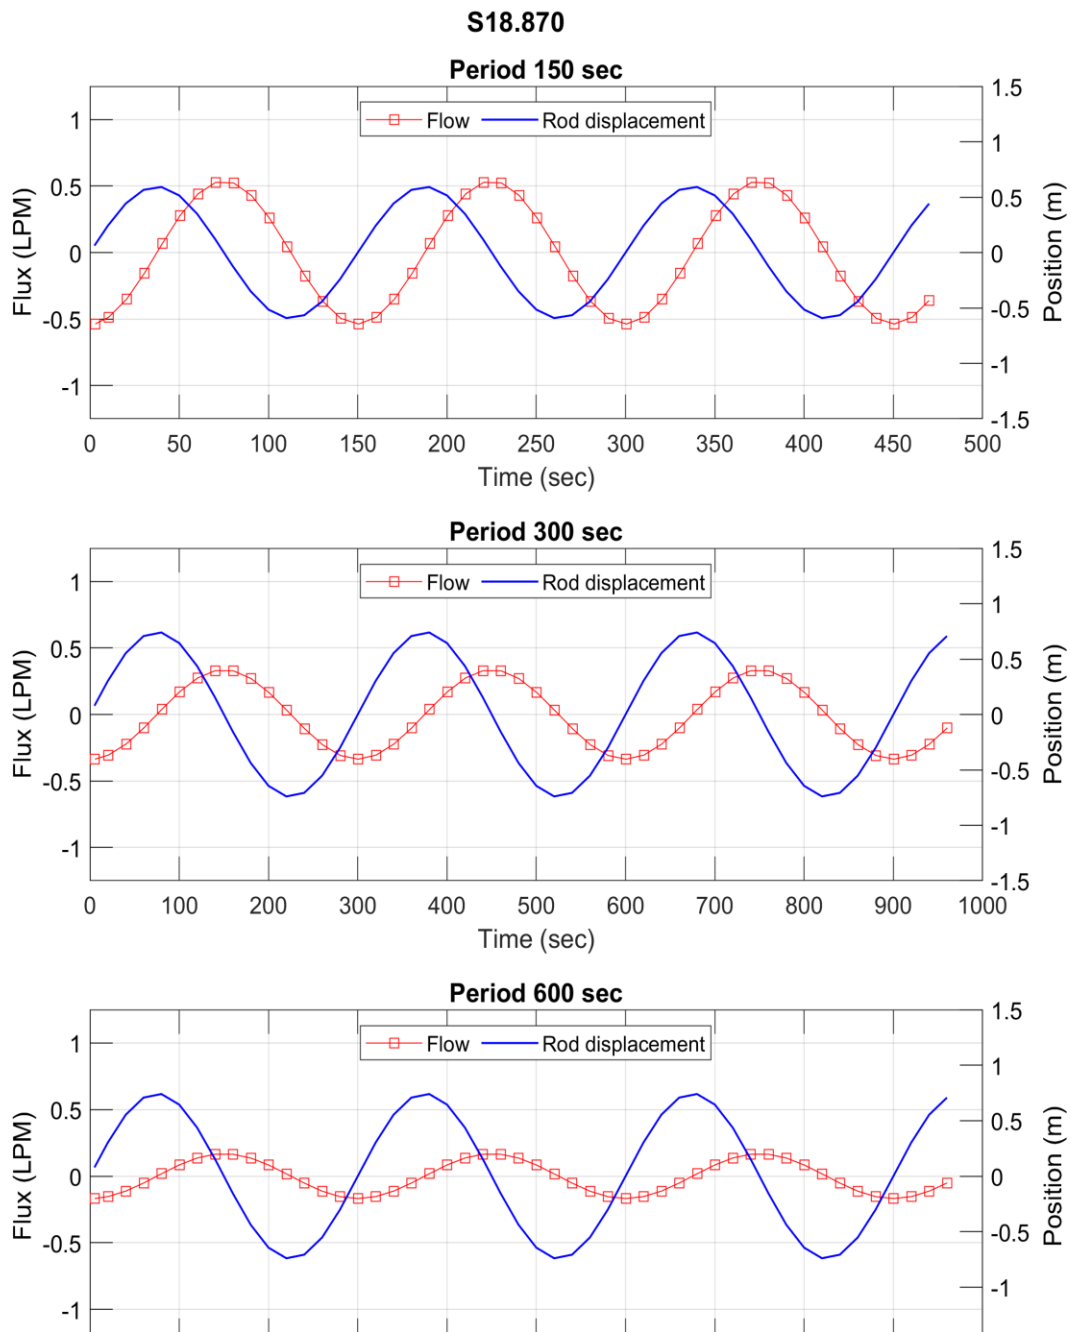 S18.870
Period 150 sec
Flow Rod displacement
Flux (LPM)
1
0.5
0
-0.5
-1
Position (m)
1.5
1
0.5
0
-0.5
-1
-1.5
0 50 100 150 200 250 300 350 400 450 500
Time (sec)
Period 300 sec
Flow Rod displacement
Flux (LPM)
1
0.5
0
-0.5
-1
Position (m)
1.5
1
0.5
0
-0.5
-1
-1.5
0 100 200 300 400 500 600 700 800 900 1000
Time (sec)
Period 600 sec
Flow Rod displacement
Flux (LPM)
1
0.5
0
-0.5
-1
Position (m)
1.5
1
0.5
0
-0.5
-1